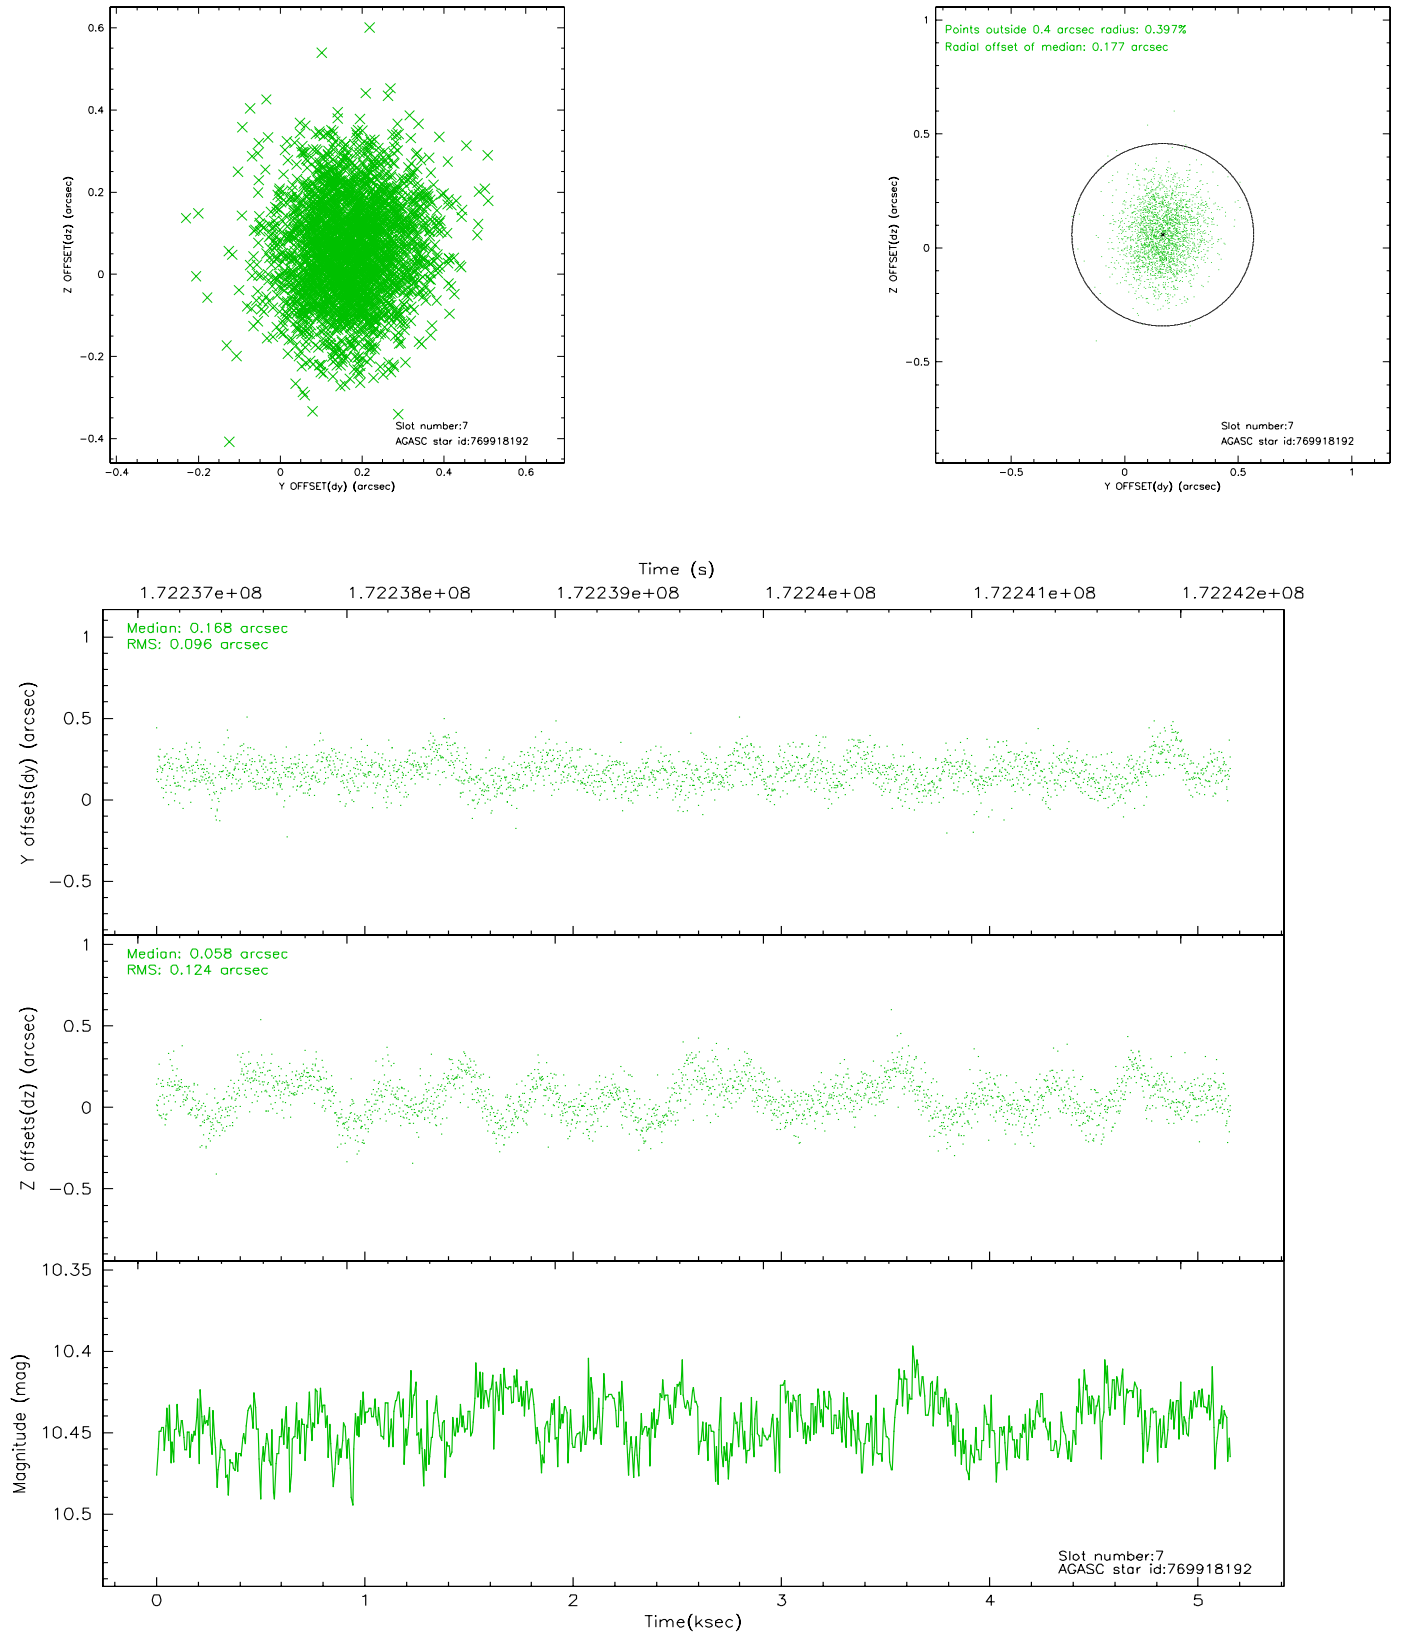 0.6
0.4
0.2
0
−0.2
−0.4
Z OFFSET(dz) (arcsec)
Slot number:7
AGASC star id:769918192
−0.4 −0.2 0 0.2 0.4 0.6
Y OFFSET(dy) (arcsec)
Points outside 0.4 arcsec radius: 0.397%
Radial offset of median: 0.177 arcsec
1
0.5
0
−0.5
Z OFFSET(dz) (arcsec)
Slot number:7
AGASC star id:769918192
−0.5 0 0.5 1
Y OFFSET(dy) (arcsec)
Time (s)
1.72237e+08 1.72238e+08 1.72239e+08 1.7224e+08 1.72241e+08 1.72242e+08
Median: 0.168 arcsec
RMS: 0.096 arcsec
1
0.5
0
−0.5
Y offsets(dy) (arcsec)
Median: 0.058 arcsec
RMS: 0.124 arcsec
1
0.5
0
−0.5
Z offsets(dz) (arcsec)
10.35
10.4
10.45
10.5
Magnitude (mag)
Slot number:7
AGASC star id:769918192
0 1 2 3 4 5
Time(ksec)